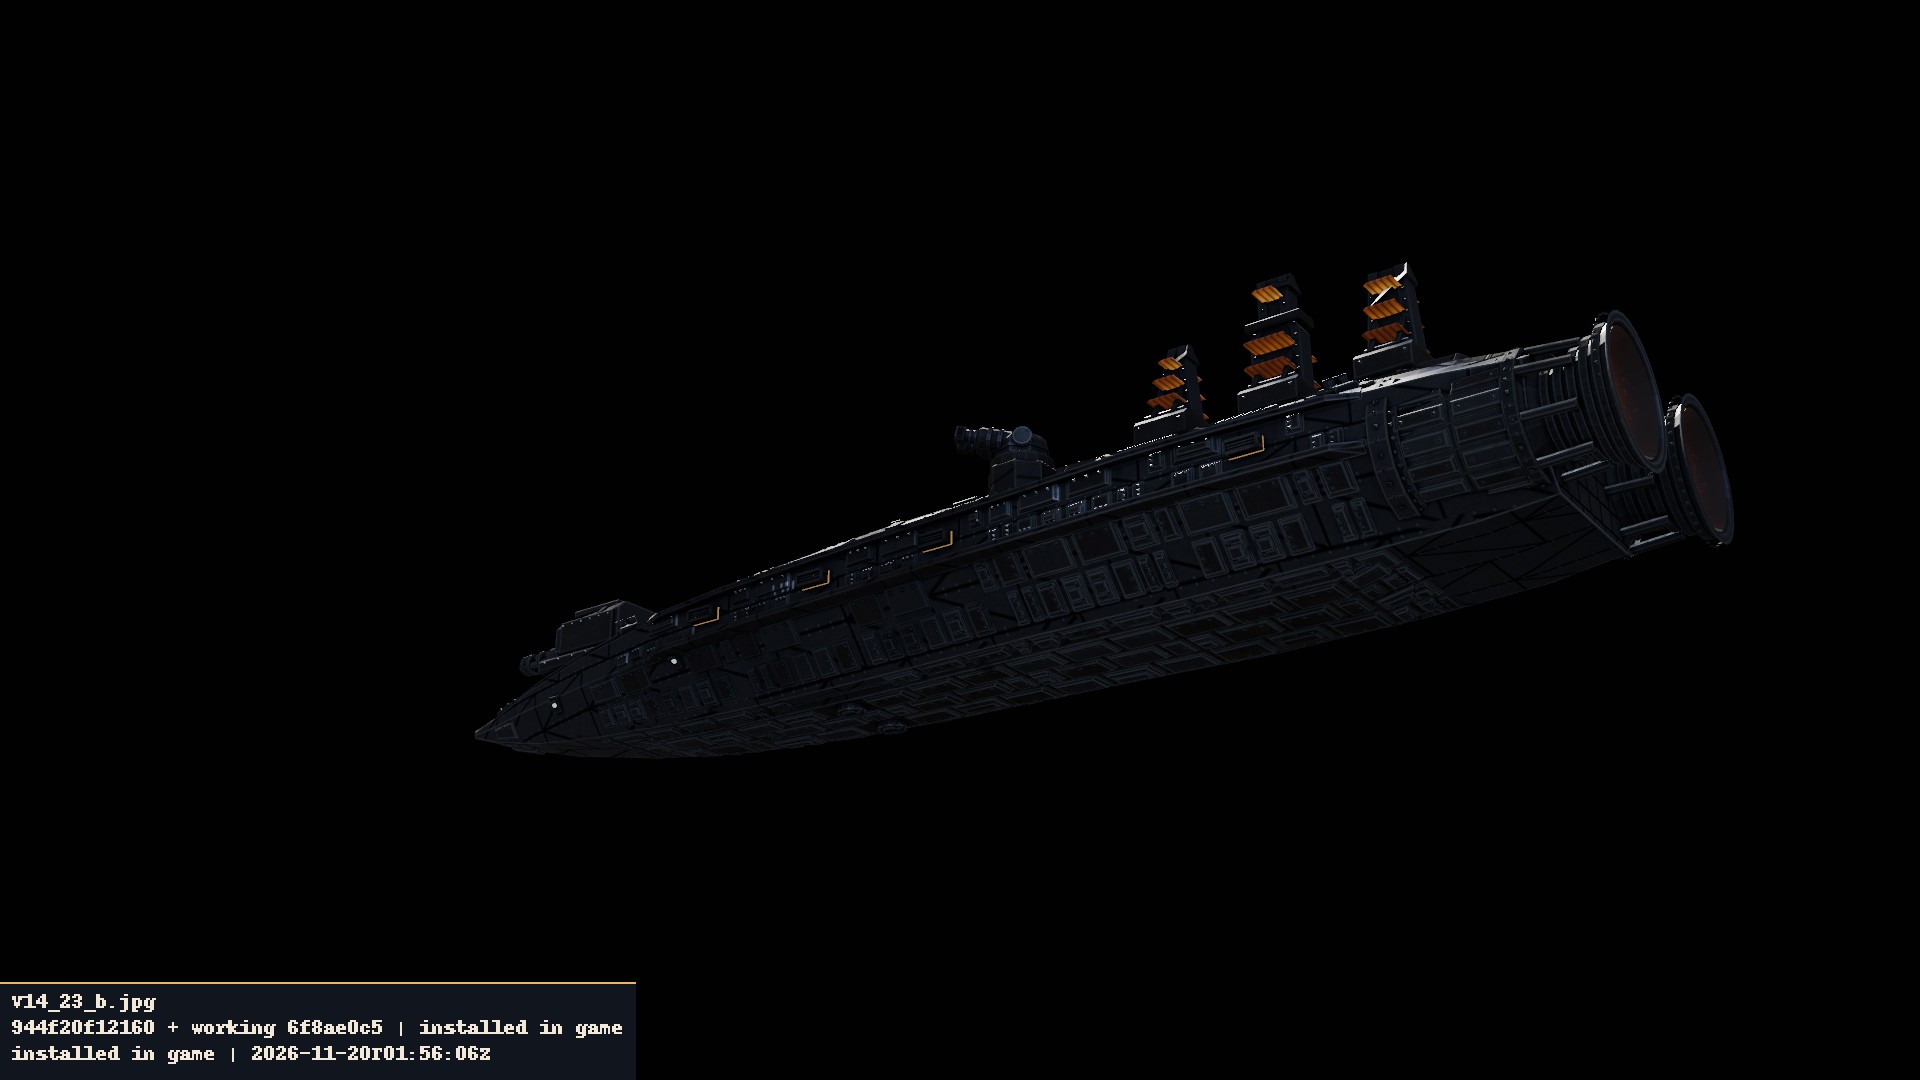 v14_23_b.jpg
944f20f12160 + working 6f8ae0c5 | installed in game
installed in game | 2026-11-20T01:56:06Z